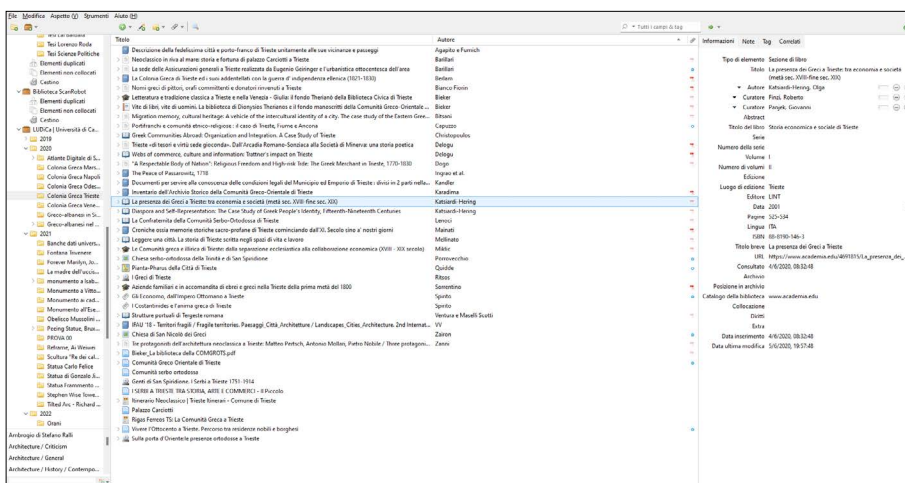 File Modifica Aspetto (V) Strumenti Aiuto (H)
Tutti i campi & tag
Tesi Lorenzo Roda
Tesi Scienze Politiche
Elementi duplicati
Elementi non collocati
Cestino
Biblioteca ScanRobot
Elementi duplicati
Elementi non collocati
Cestino
LUDiCa | Università di Ca...
2019
2020
Atlante Digitale di S...
Colonia Greca Mars...
Colonia Greca Napoli
Colonia Greca Odes...
Colonia Greca Trieste
Colonia Greca Vene...
Greco-albanesi in Si...
Greco-albanesi nel ...
2021
Banche dati univers...
Fontana Trovenere
Forever Marilyn, Jo...
La madre dell'uccis...
monumento a Isab...
Monumento a Vitto...
Monumento ai cad...
Monumento all'Ese...
Obelisco Mussolini ...
Pissing Statue, Brux...
PROVA 00
Reframe, Ai Weiwei
Scultura "Re dei cal...
Statua Carlo Felice
Statua di Gonzalo Ji...
Statua Frammento ...
Stephen Wise Towe...
Tilted Arc - Richard ...
2022
Orani
Ambrogio di Stefano Ralli
Architecture / Criticism
Architecture / General
Architecture / History / Contempo...
Titolo Autore
Descrizione della fedelissima città e porto-franco di Trieste unitamente alle sue vicinanze e passeggi Agapito e Fumich
Neoclassico in riva al mare: storia e fortuna di palazzo Carciotti a Trieste Barillari
La sede delle Assicurazioni generali a Trieste realizzata da Eugenio Geiringer e l'urbanistica ottocentesca dell'area Barillari
La Colonia Greca di Trieste ed i suoi addentellati con la guerra d' indipendenza ellenica (1821-1830) Berlam
Nomi greci di pittori, orafi committenti e donatori rinvenuti a Trieste Bianco Fiorin
Letteratura e tradizione classica a Trieste e nella Venezia - Giulia: il fondo Therianò della Biblioteca Civica di Trieste Bieker
Vite di libri, vite di uomini. La biblioteca di Dionysios Therianos e il fondo manoscritti della Comunità Greco-Orientale ... Bieker
Migration memory, cultural heritage: A vehicle of the intercultural identity of a city. The case study of the Eastern Gree... Bitsani
Portifranchi e comunità etnico-religiose : il caso di Trieste, Fiume e Ancona Capuzzo
Greek Communities Abroad: Organization and Integration. A Case Study of Trieste Christopoulos
Trieste «di tesori e virtù sede gioconda». Dall'Arcadia Romano-Sonziaca alla Società di Minerva: una storia poetica Delogu
Webs of commerce, culture and information: Trottner's impact on Trieste Delogu
"A Respectable Body of Nation": Religious Freedom and High-risk Tide: The Greek Merchant in Trieste, 1770-1830 Dogo
The Peace of Passarowitz, 1718 Ingrao et al.
Documenti per servire alla conoscenza delle condizioni legali del Municipio ed Emporio di Trieste : divisi in 2 parti nella... Kandler
Inventario dell'Archivio Storico della Comunità Greco-Orientale di Trieste Karadima
La presenza dei Greci a Trieste: tra economia e società (metà sec. XVIII-fine sec. XIX) Katsiardi-Hering
Diaspora and Self-Representation: The Case Study of Greek People's Identity, Fifteenth-Nineteenth Centuries Katsiardi-Hering
La Confraternita della Comunità Serbo-Ortodossa di Trieste Lenoci
Croniche ossia memorie storiche sacro-profane di Trieste cominciando dall'XI. Secolo sino a' nostri giorni Mainati
Leggere una città. La storia di Trieste scritta negli spazi di vita e lavoro Mellinato
Le Comunità greca e illirica di Trieste: dalla separazione ecclesiastica alla collaborazione economica (XVIII - XIX secolo) Miklic
Chiesa serbo-ortodossa della Trinità e di San Spiridione Porrovecchio
Pianta-Pharus della Città di Trieste Quidde
I Greci di Trieste Ritsos
Aziende familiari e in accomandita di ebrei e greci nella Trieste della prima metà del 1800 Sorrentino
Gli Economo, dall'Impero Ottomano a Trieste Spirito
I Costantinides e l'anima greca di Trieste Spirito
Strutture portuali di Tergeste romana Ventura e Maselli Scotti
IPAU '18 - Territori fragili / Fragile territories. Paesaggi_Città_Architetture / Landscapes_Cities_Architecture. 2nd Internat... VV
Chiesa di San Nicolò dei Greci Zairon
Tre protagonisti dell'architettura neoclassica a Trieste: Matteo Pertsch, Antonio Mollari, Pietro Nobile / Three protagoni... Zanni
Bieker_La biblioteca della COMGROTS.pdf
Comunità Greco Orientale di Trieste
Comunità serbo ortodossa
Genti di San Spiridione. I Serbi a Trieste 1751-1914
I SERBI A TRIESTE TRA STORIA, ARTE E COMMERCI - Il Piccolo
Itinerario Neoclassico | Trieste Itinerari - Comune di Trieste
Palazzo Carciotti
Rigas Ferreos TS: La Comunità Greca a Trieste
Vivere l'Ottocento a Trieste. Percorso tra residenze nobili e borghesi
Sulla porta d'Oriente:le presenze ortodosse a Trieste
Informazioni Note Tag Correlati
Tipo di elemento Sezione di libro
Titolo La presenza dei Greci a Trieste: tra economia e società
(metà sec. XVIII-fine sec. XIX)
Autore Katsiardi-Hering, Olga
Curatore Finzi, Roberto
Curatore Panjek, Giovanni
Abstract
Titolo del libro Storia economica e sociale di Trieste
Serie
Numero della serie
Volume I
Numero di volumi II
Edizione
Luogo di edizione Trieste
Editore LINT
Data 2001
Pagine 525-534
Lingua ITA
ISBN 88-8190-146-3
Titolo breve La presenza dei Greci a Trieste
URL https://www.academia.edu/4691815/La_presenza_dei_...
Consultato 4/6/2020, 08:32:48
Archivio
Posizione in archivio
Catalogo della biblioteca www.academia.edu
Collocazione
Diritti
Extra
Data inserimento 4/6/2020, 08:32:48
Data ultima modifica 5/6/2020, 19:57:48